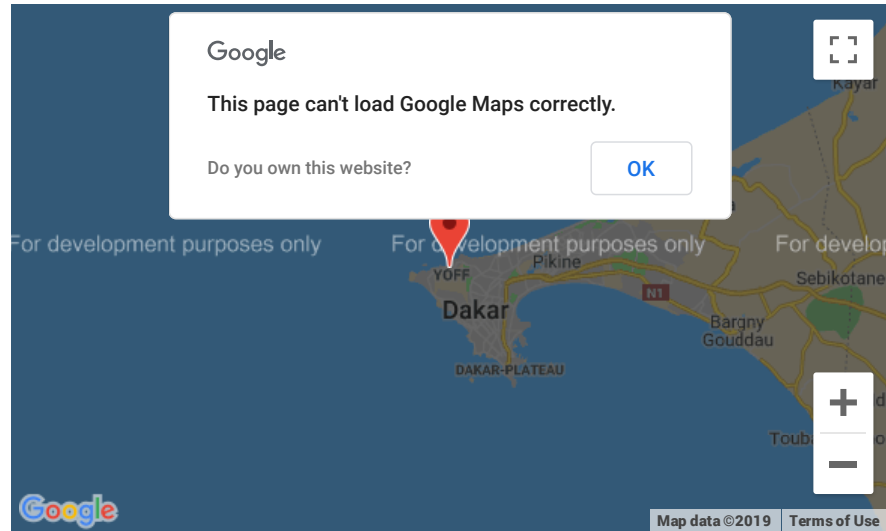 Google
This page can't load Google Maps correctly.
Do you own this website?
OK
Kayar
For development purposes only
For development purposes only
For develop
YOFF
Pikine
Sebikotane
N1
Dakar
Bargny
Gouddau
DAKAR-PLATEAU
Toub
Google
Map data ©2019
Terms of Use